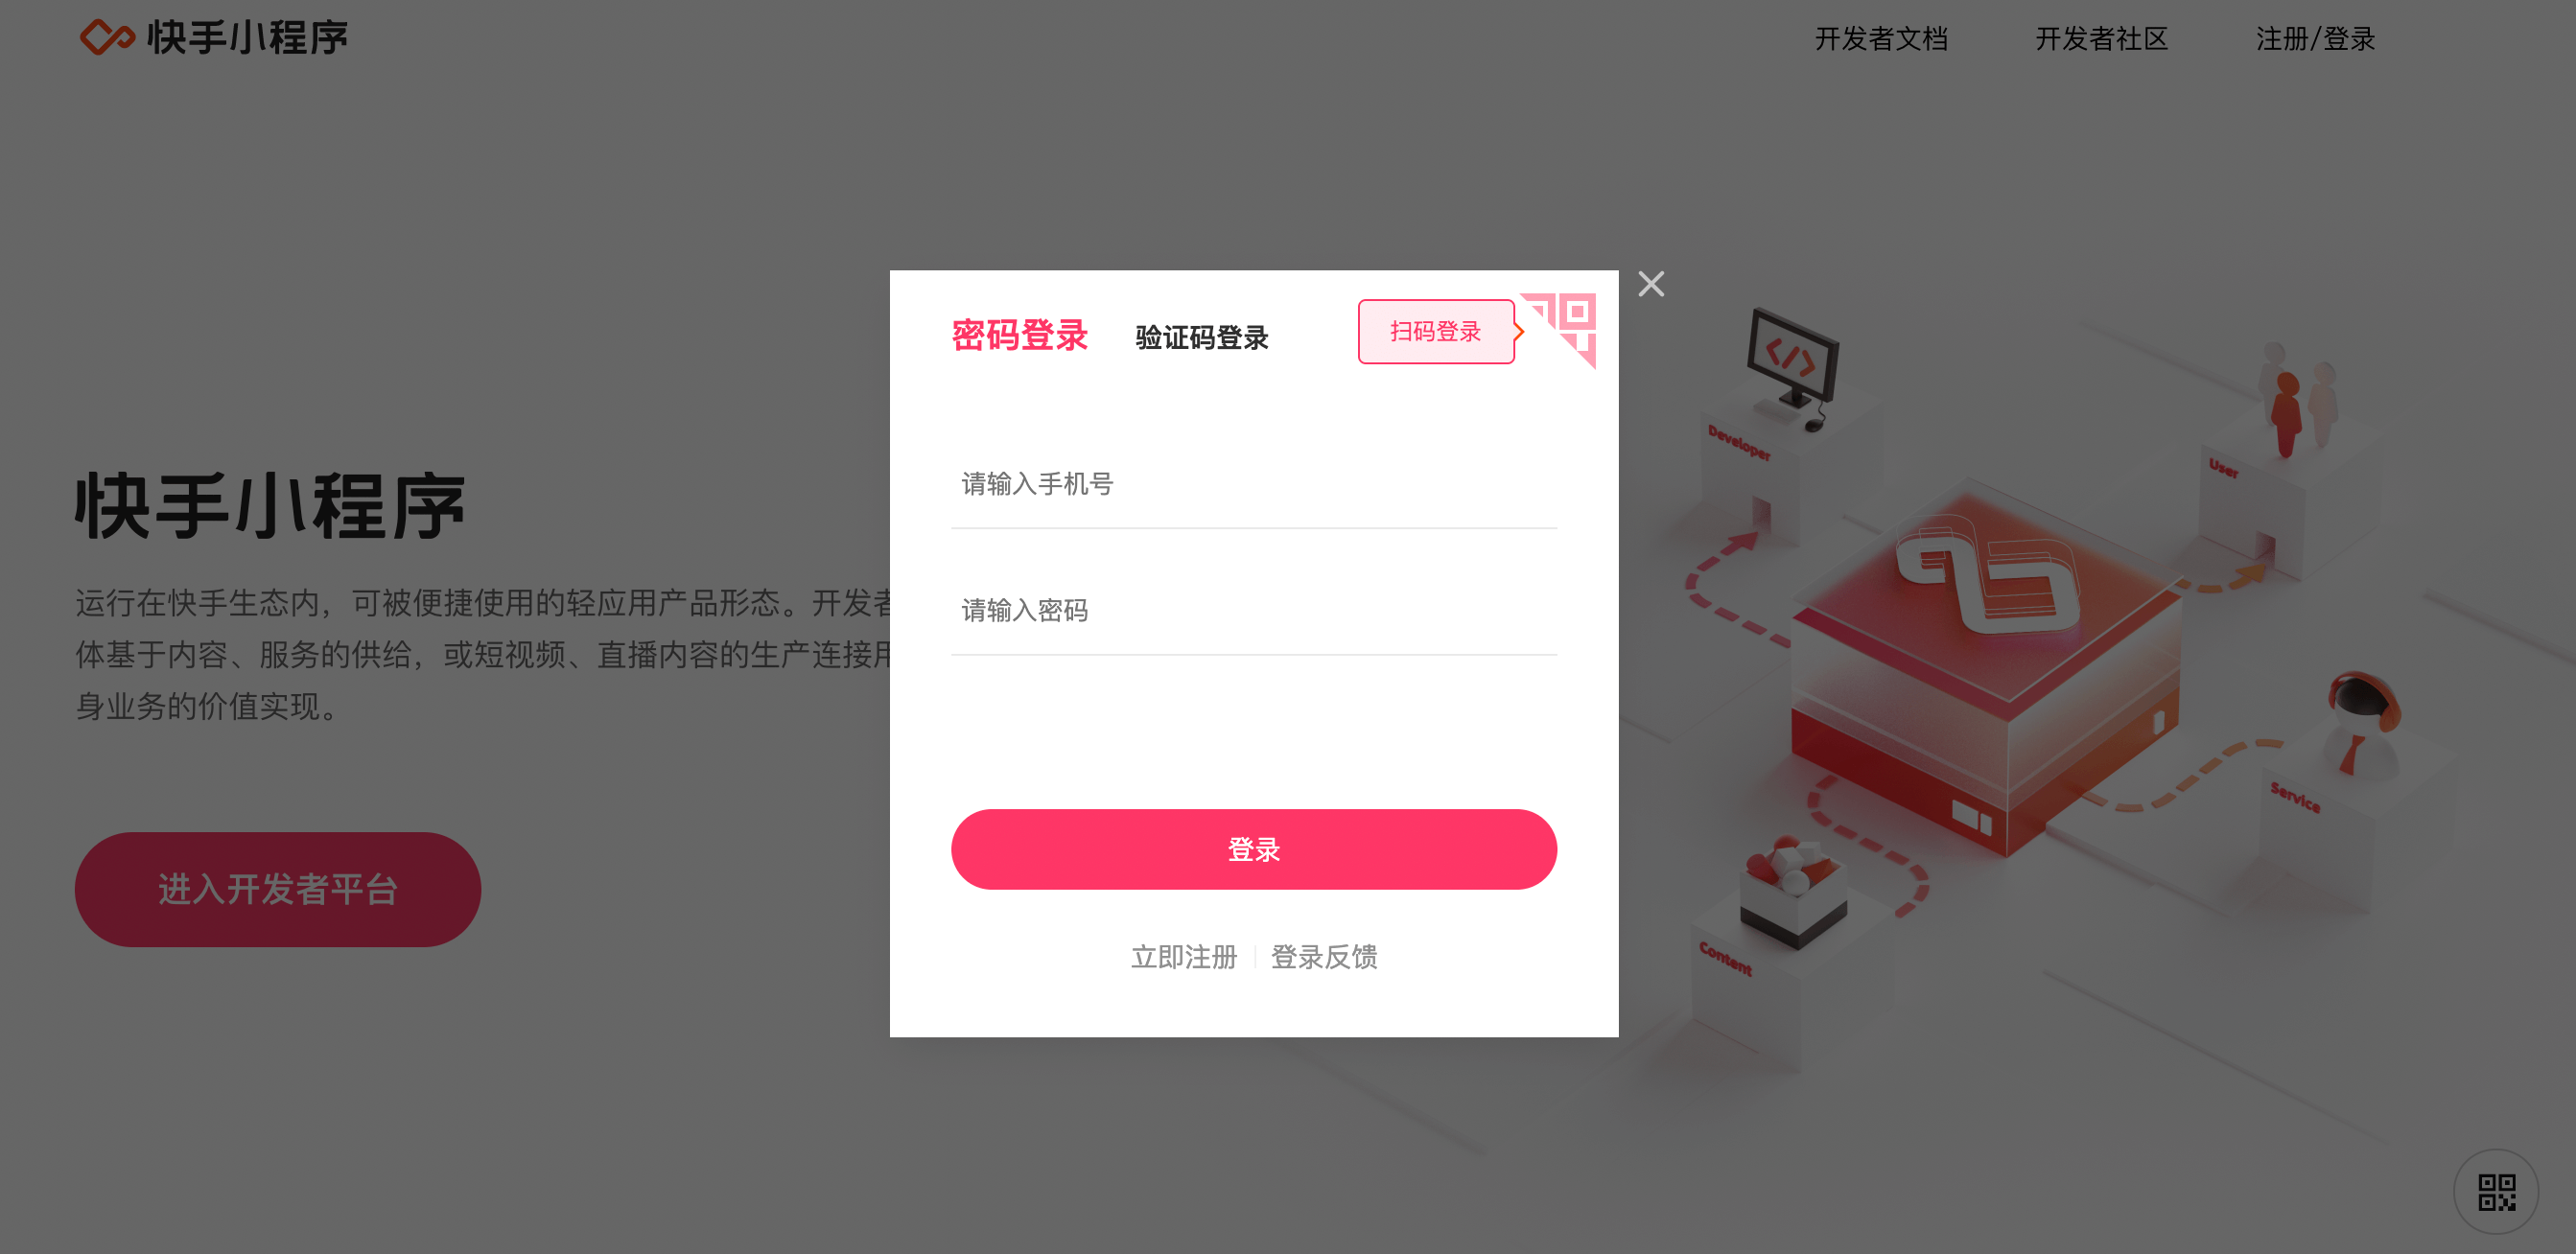 快手小程序
开发者文档 开发者社区 注册/登录
密码登录 验证码登录 扫码登录
请输入手机号
请输入密码
登录
立即注册 登录反馈
快手小程序
运行在快手生态内，可被便捷使用的轻应用产品形态。开发者
体基于内容、服务的供给，或短视频、直播内容的生产连接用
身业务的价值实现。
进入开发者平台
Developer
User
Service
Content